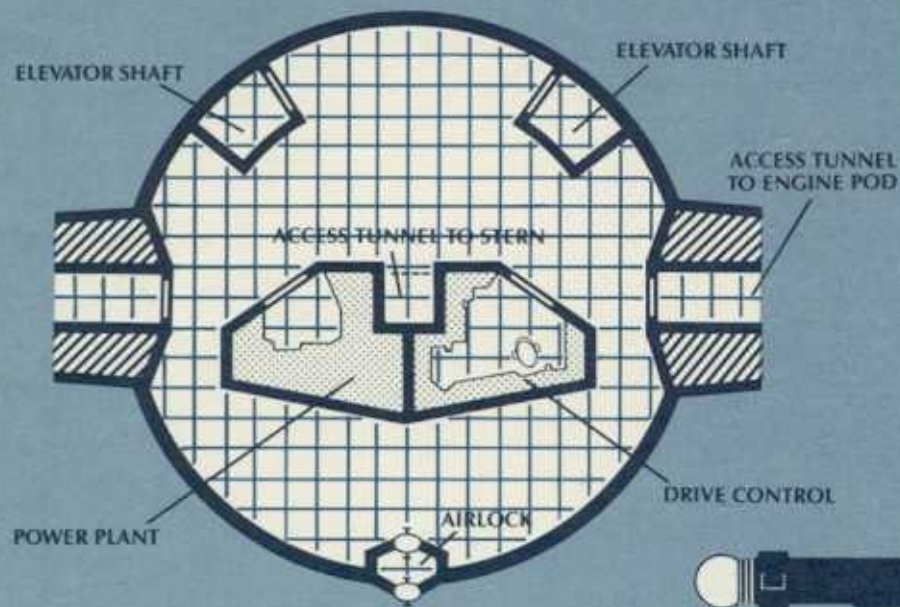 ELEVATOR SHAFT
ELEVATOR SHAFT
ACCESS TUNNEL
TO ENGINE POD
ACCESS TUNNEL TO STERN
DRIVE CONTROL
POWER PLANT
AIRLOCK